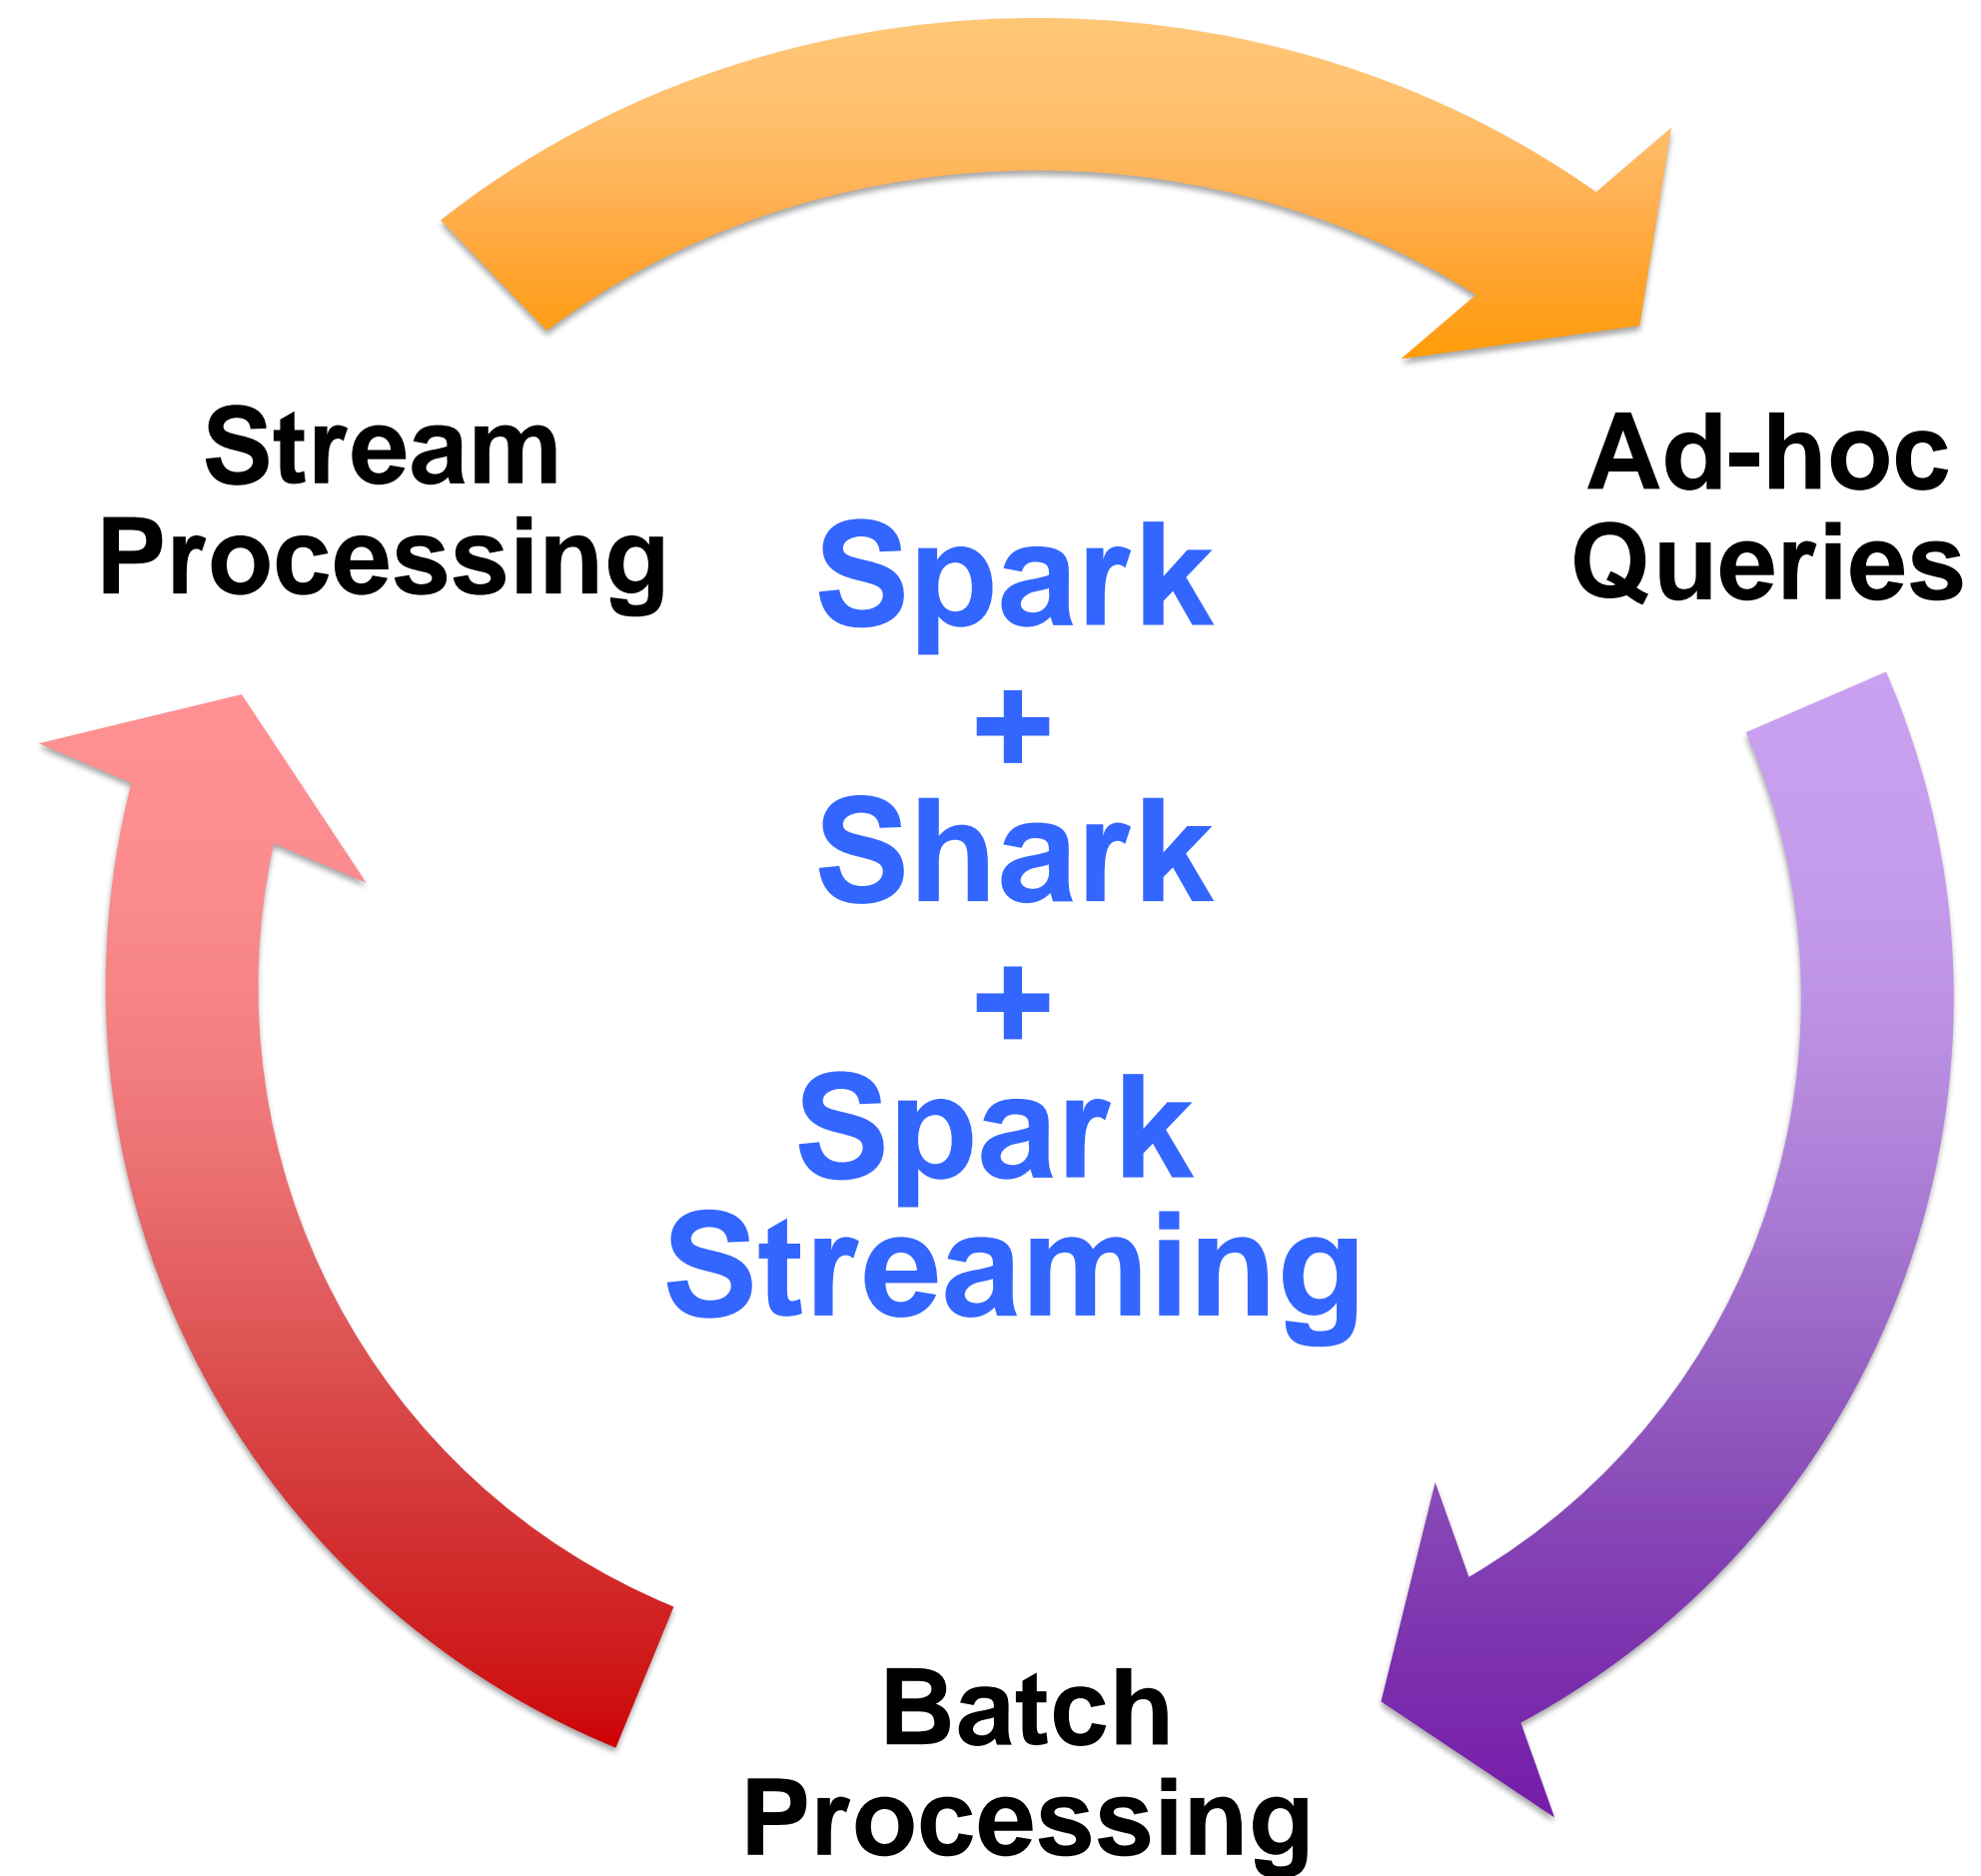 Stream
Processing
Ad-hoc
Queries
Spark
+
Shark
+
Spark
Streaming
Batch
Processing